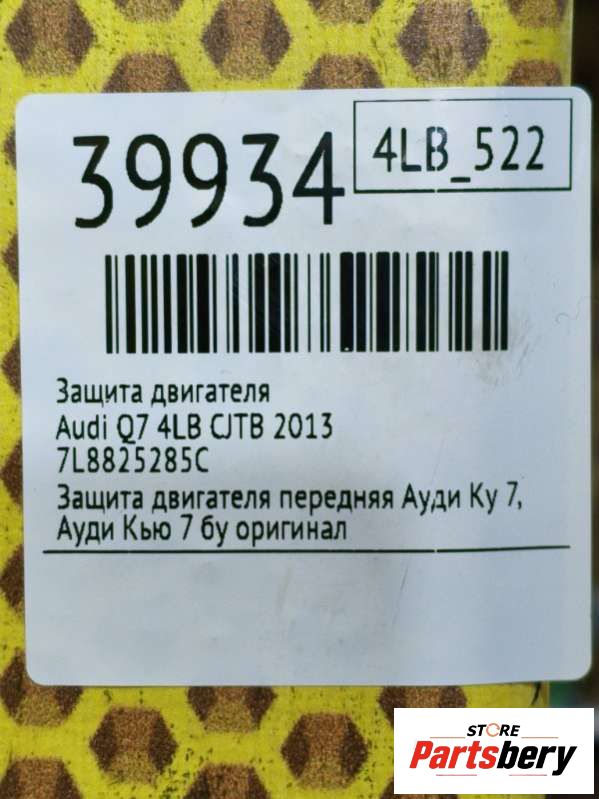 39934
4LB_522
Защита двигателя
Audi Q7 4LB CJTB 2013
7L8825285C
Защита двигателя передняя Ауди Ку 7,
Ауди Кью 7 бу оригинал
STORE
Partsbery